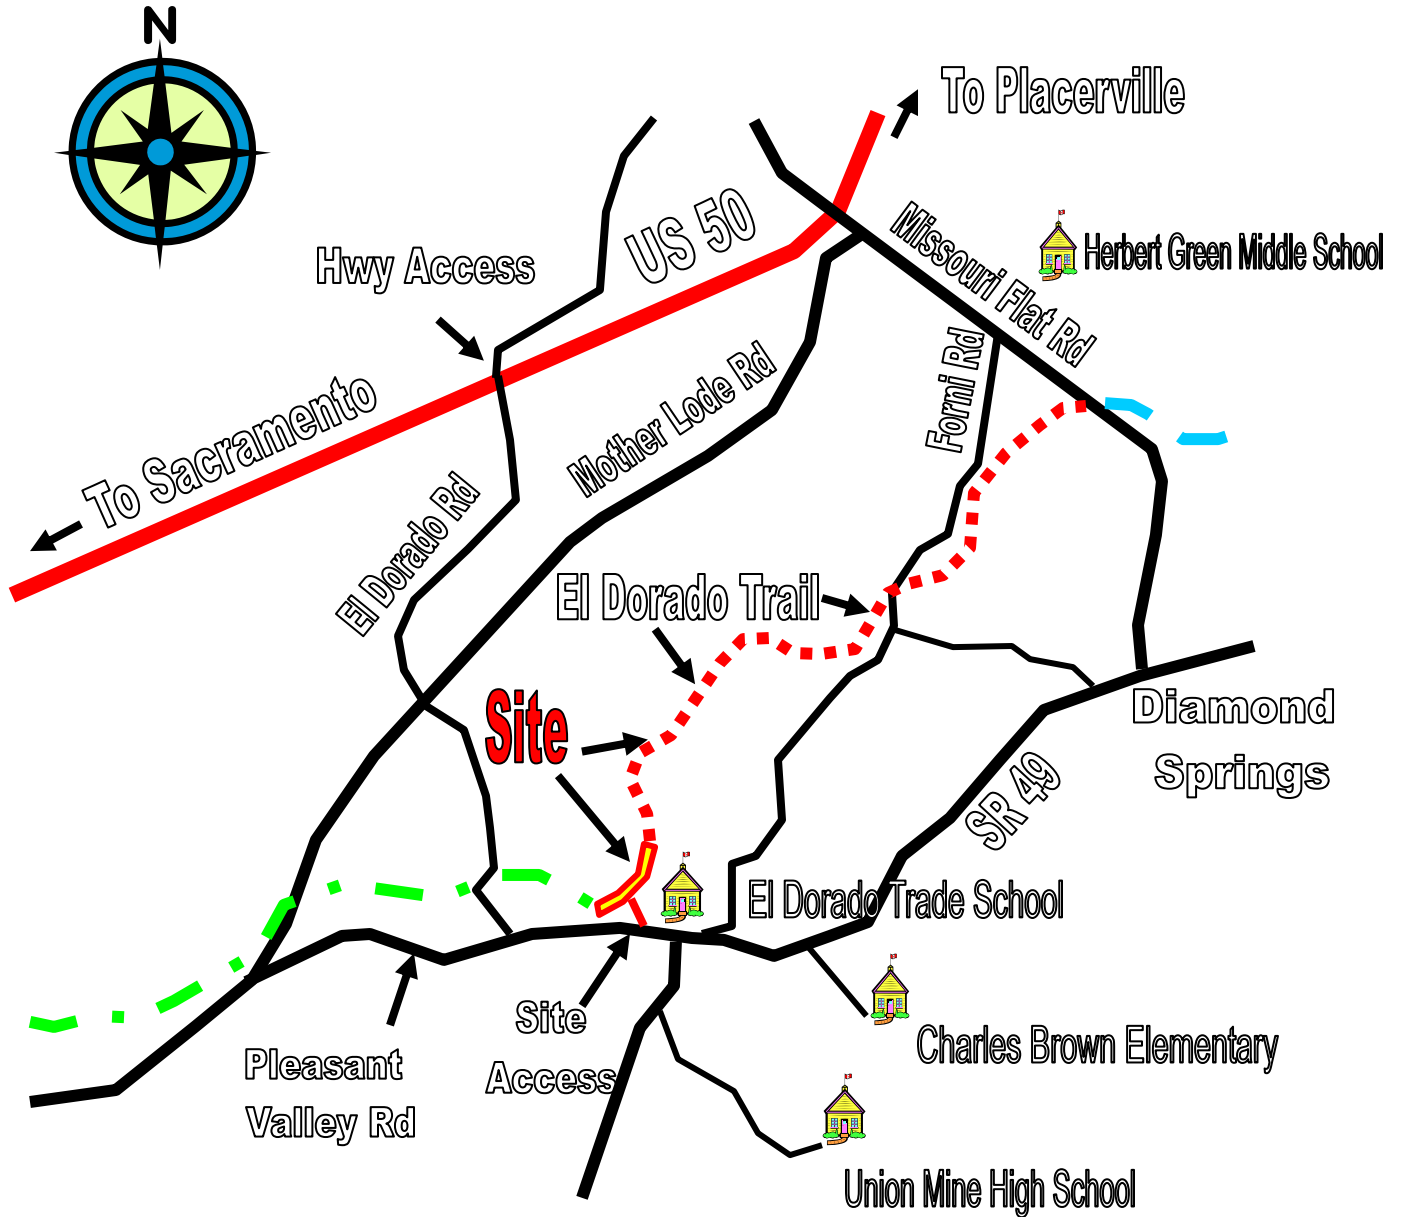 N
To Placerville
US 50
Missouri Flat Rd
Herbert Green Middle School
Hwy Access
Forni Rd
Mother Lode Rd
To Sacramento
El Dorado Rd
El Dorado Trail
Site
Diamond
Springs
SR 49
El Dorado Trade School
Site
Access
Charles Brown Elementary
Pleasant
Valley Rd
Union Mine High School